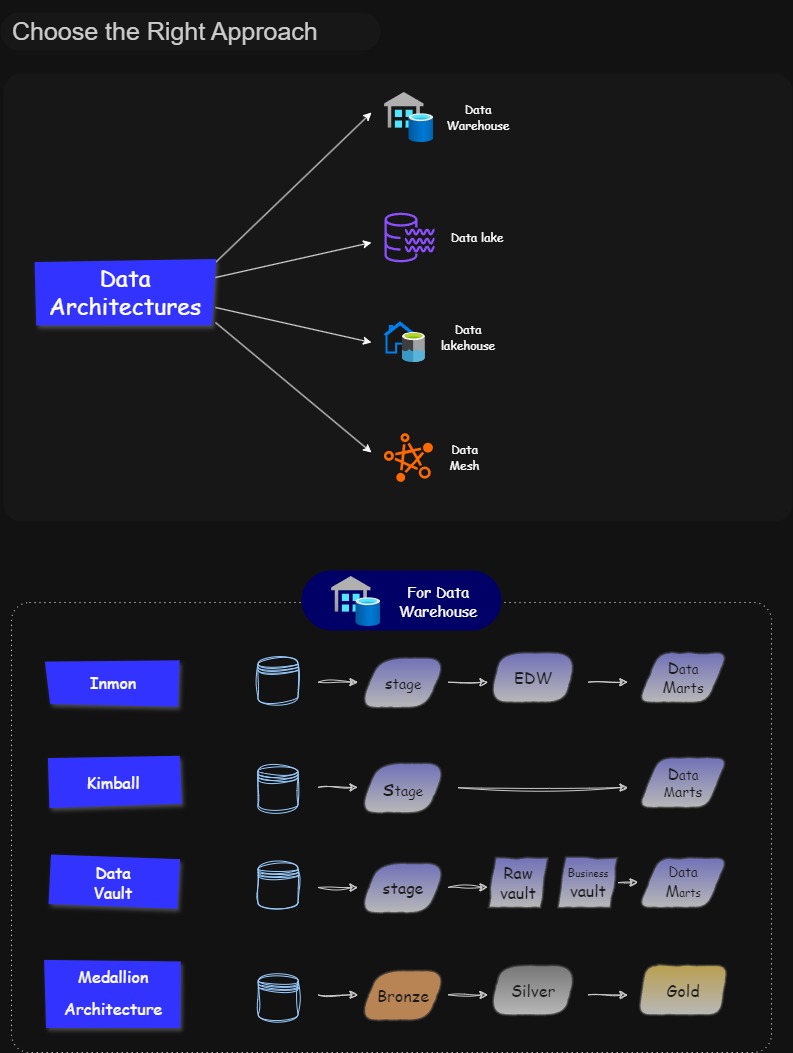 Choose the Right Approach
Data
Warehouse
Data lake
Data
Architectures
Data
lakehouse
Data
Mesh
For Data
Warehouse
Inmon
stage
EDW
Data
Marts
Kimball
Stage
Data
Marts
Data
Vault
stage
Raw
vault
Business
vault
Data
Marts
Medallion
Architecture
Bronze
Silver
Gold